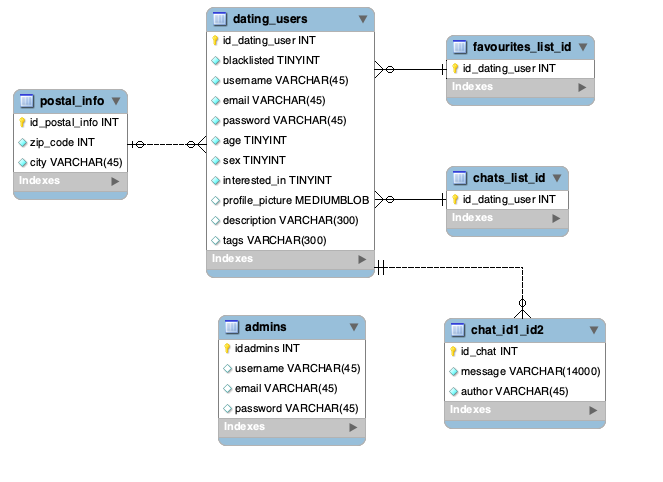 dating_users
id_dating_user INT
blacklisted TINYINT
username VARCHAR(45)
email VARCHAR(45)
password VARCHAR(45)
age TINYINT
sex TINYINT
interested_in TINYINT
profile_picture MEDIUMBLOB
description VARCHAR(300)
tags VARCHAR(300)
Indexes
postal_info
id_postal_info INT
zip_code INT
city VARCHAR(45)
Indexes
favourites_list_id
id_dating_user INT
Indexes
chats_list_id
id_dating_user INT
Indexes
admins
idadmins INT
username VARCHAR(45)
email VARCHAR(45)
password VARCHAR(45)
Indexes
chat_id1_id2
id_chat INT
message VARCHAR(14000)
author VARCHAR(45)
Indexes